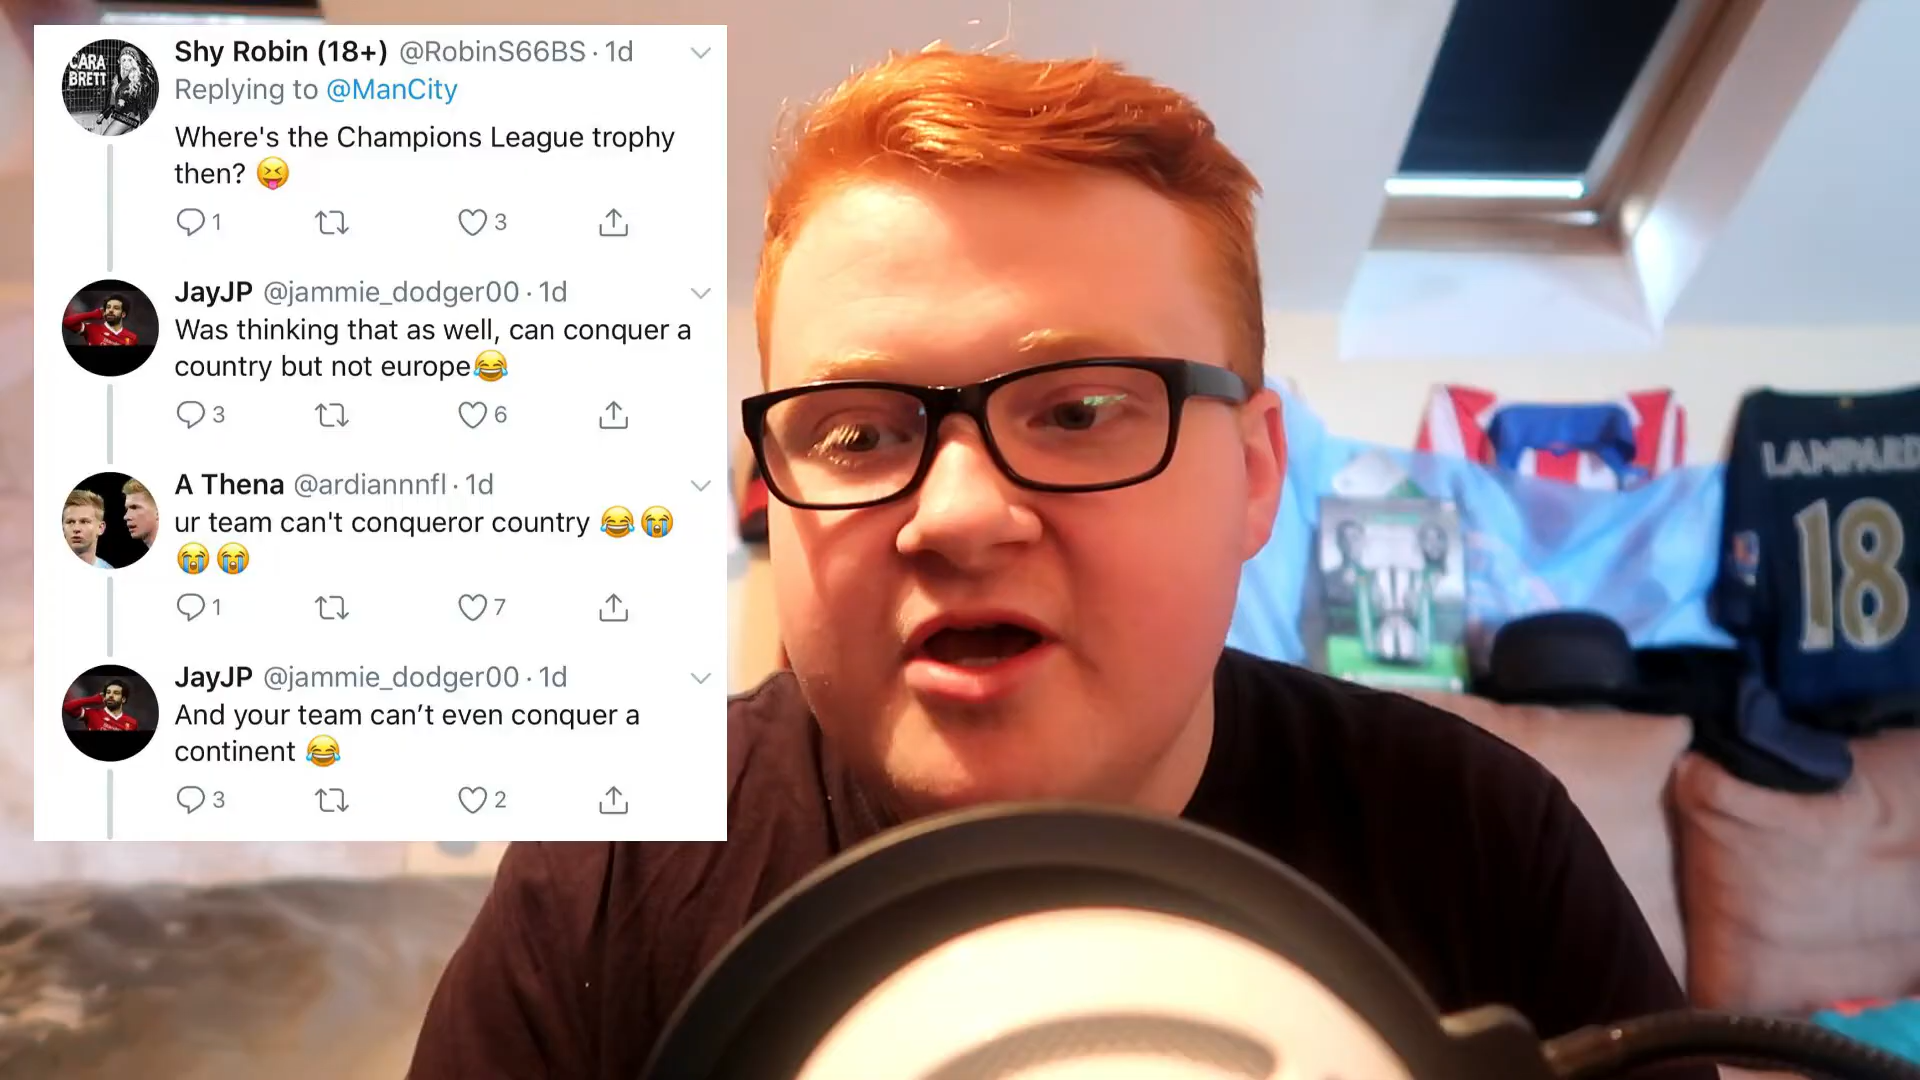 CARA
BRETT
Shy Robin (18+) @RobinS66BS · 1d
Replying to @ManCity
Where's the Champions League trophy
then? 😝
1 3
JayJP @jammie_dodger00 · 1d
Was thinking that as well, can conquer a
country but not europe😂
3 6
A Thena @ardiannnfl · 1d
ur team can't conqueror country 😂😭
😭😭
1 7
JayJP @jammie_dodger00 · 1d
And your team can’t even conquer a
continent 😂
3 2
LAMPARD
18